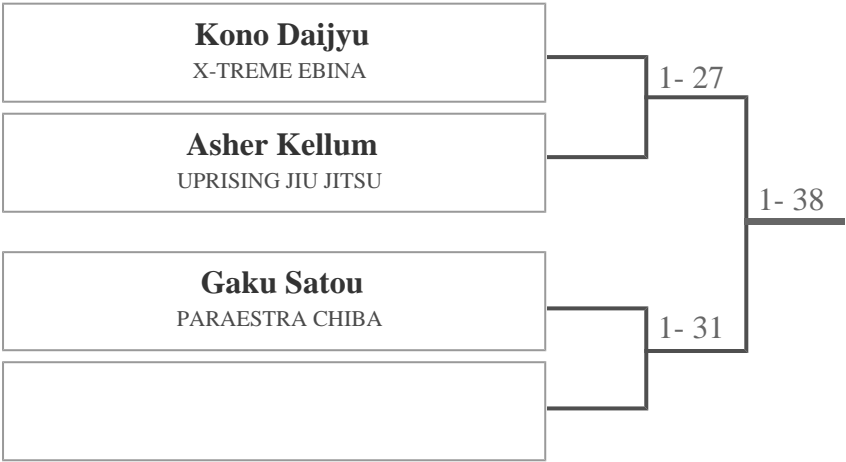 Kono Daijyu
X-TREME EBINA
1- 27
Asher Kellum
UPRISING JIU JITSU
1- 38
Gaku Satou
PARAESTRA CHIBA
1- 31